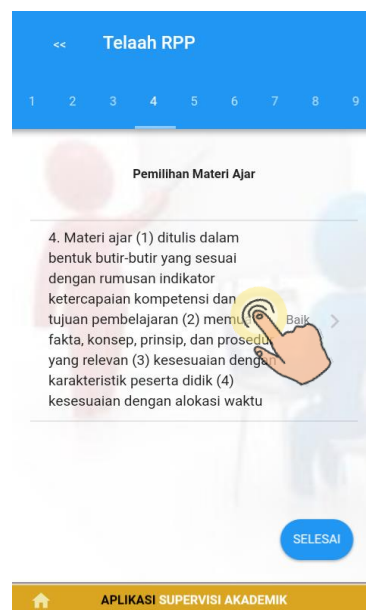 << Telaah RPP
1 2 3 4 5 6 7 8 9
Pemilihan Materi Ajar
4. Materi ajar (1) ditulis dalam
bentuk butir-butir yang sesuai
dengan rumusan indikator
ketercapaian kompetensi dan
tujuan pembelajaran (2)
Baik >
fakta, konsep, prinsip, dan prosedur
yang relevan (3) kesesuaian dengan
karakteristik peserta didik (4)
kesesuaian dengan alokasi waktu
SELESAI
APLIKASI SUPERVISI AKADEMIK